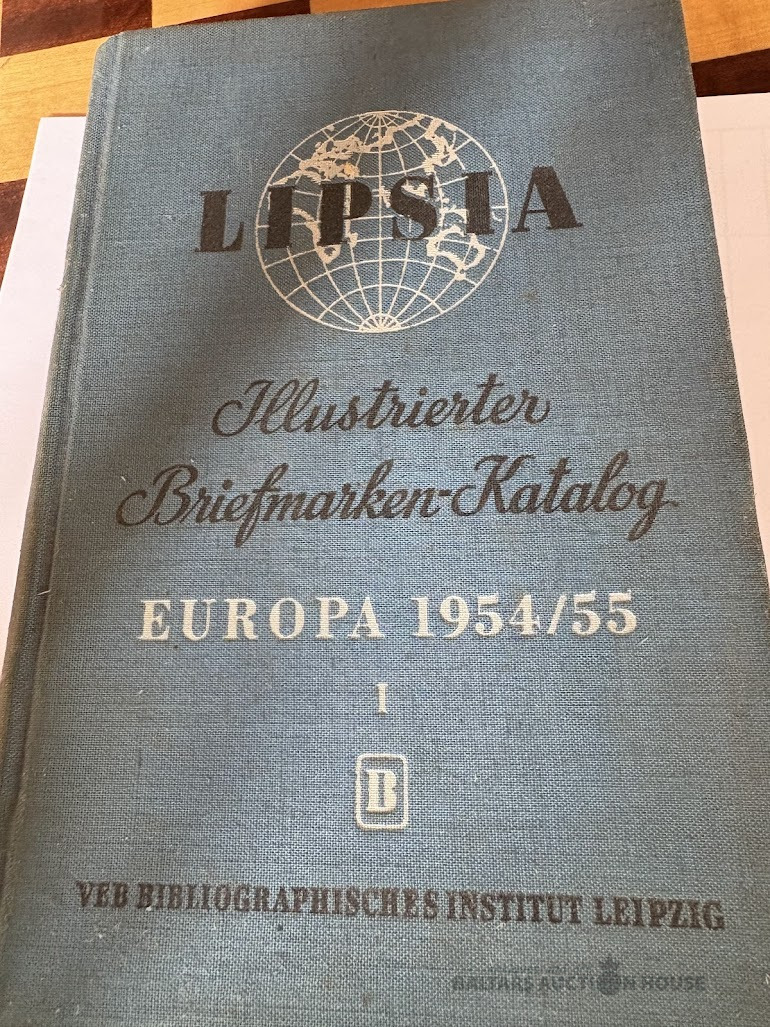 LIPSIA
Illustrierter
Briefmarken-Katalog
EUROPA 1954/55
I
B
VEB BIBLIOGRAPHISCHES INSTITUT LEIPZIG
BALTARS AUCTION HOUSE